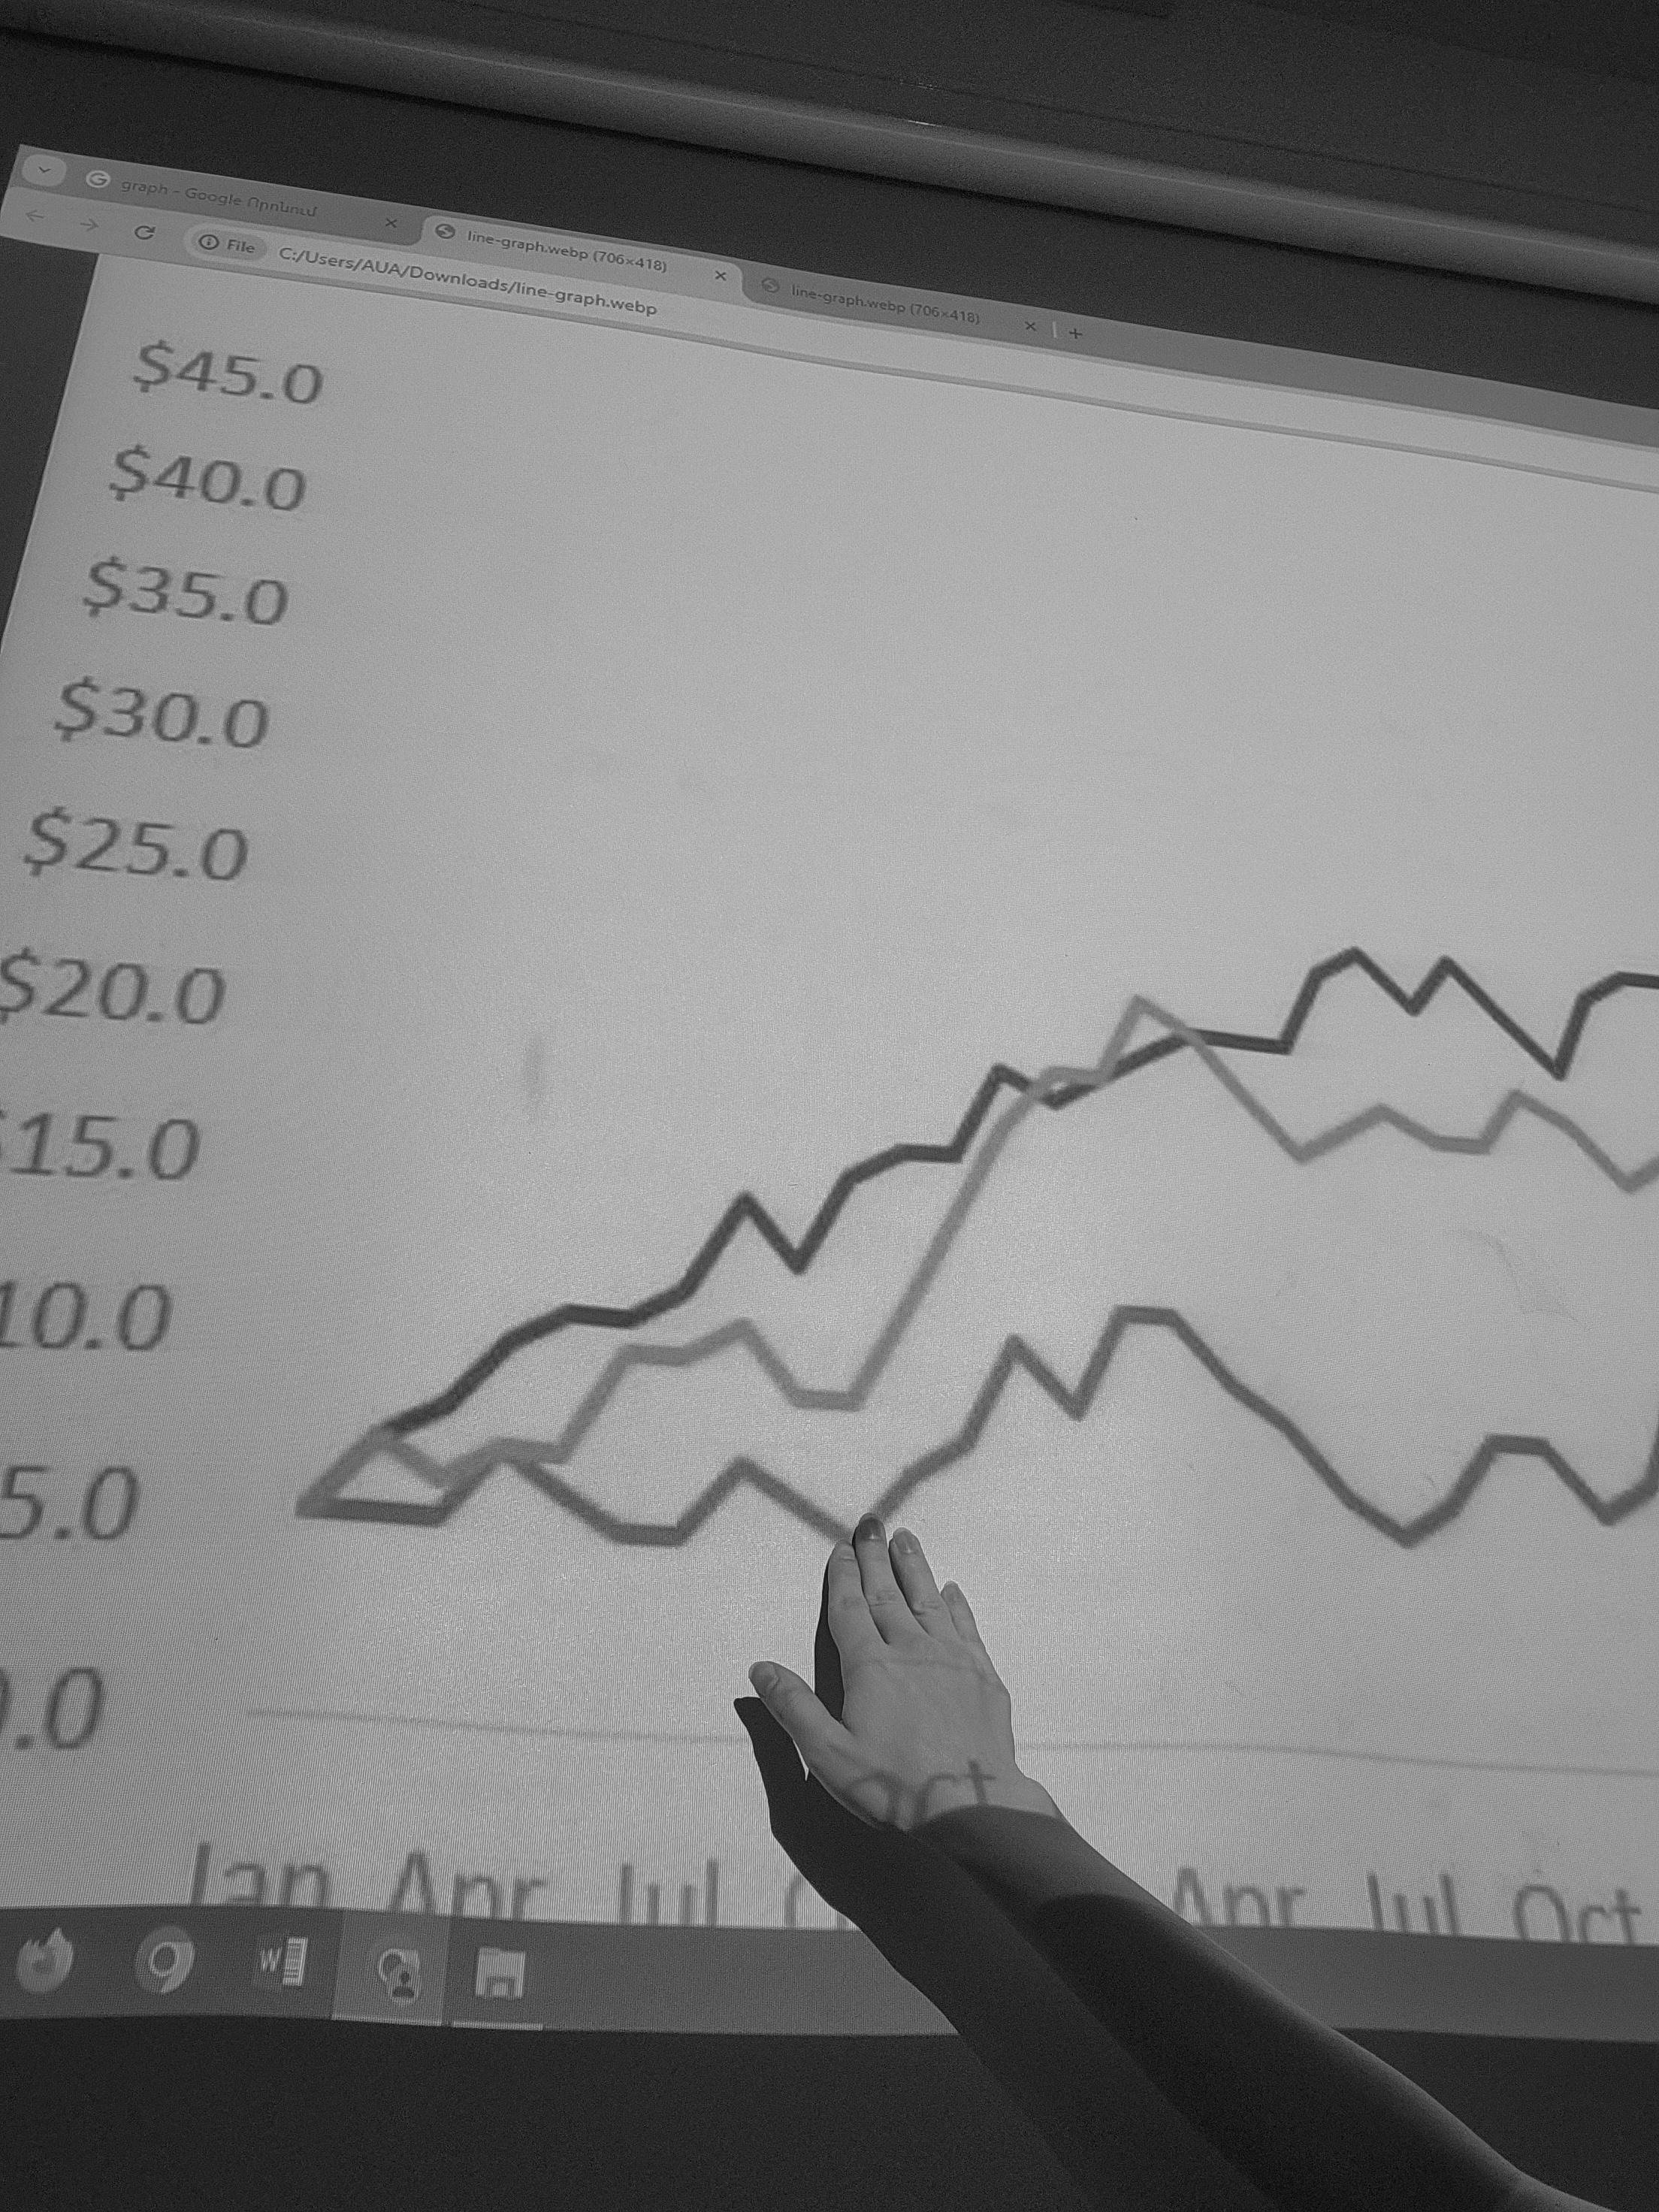 graph - Google Որոնում
line-graph.webp (706×418)
line-graph.webp (706×418)
File C:/Users/AUA/Downloads/line-graph.webp
$45.0
$40.0
$35.0
$30.0
$25.0
$20.0
$15.0
10.0
5.0
.0
Jan Apr Jul Oct Apr Jul Oct
W